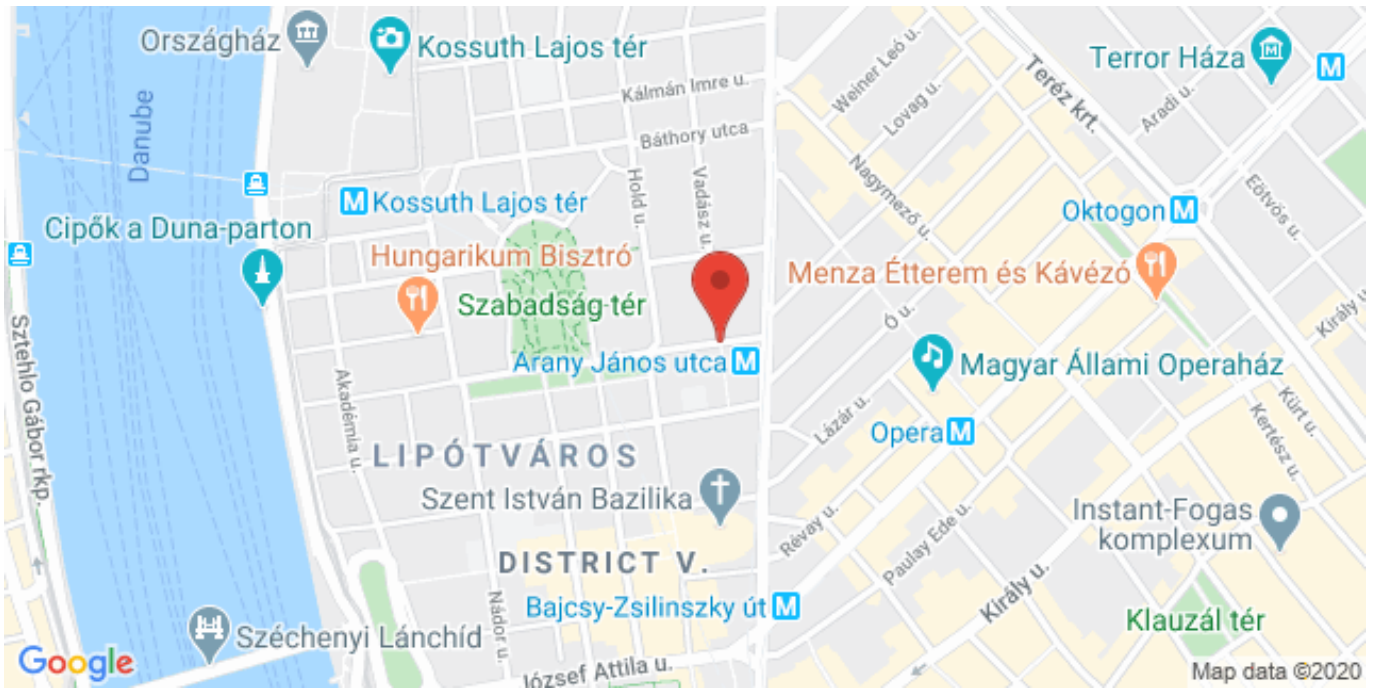 Országház
Kossuth Lajos tér
Terror Háza
M
Weiner Leó u.
Teréz krt.
Kálmán Imre u.
Lovag u.
Aradi u.
Danube
Báthory utca
Nagymező u.
Hold u.
Vadász u.
Eötvös u.
M Kossuth Lajos tér
Oktogon M
Cipők a Duna-parton
Hungarikum Bisztró
Menza Étterem és Kávézó
Szabadság tér
Ó u.
Király u.
Sztehlo Gábor rkp.
Arany János utca M
Magyar Állami Operaház
Akadémia u.
Lázár u.
Kürt u.
Kertész u.
Opera M
LIPÓTVÁROS
Szent István Bazilika
Révay u.
Paulay Ede u.
Instant-Fogas
komplexum
DISTRICT V.
Király u.
Nádor u.
Bajcsy-Zsilinszky út M
Klauzál tér
Széchenyi Lánchíd
József Attila u.
Google
Map data ©2020